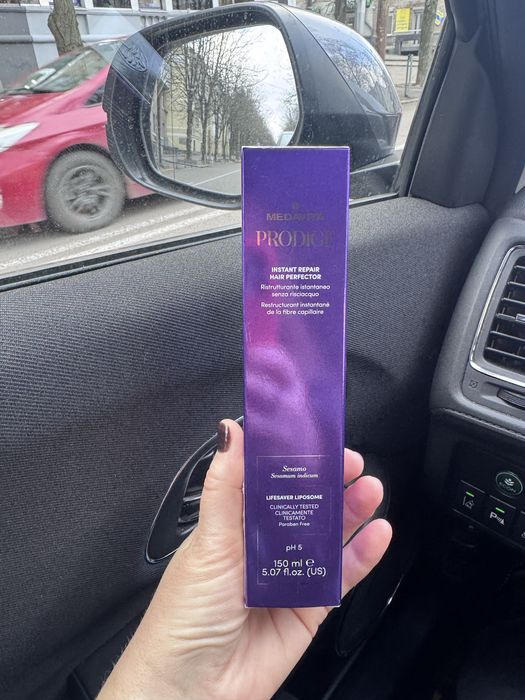 MEDAVITA
PRODIGE
INSTANT REPAIR
HAIR PERFECTOR
Ristrutturante istantaneo
senza risciacquo
Restructurant instantané
de la fibre capillaire
Sesamo
Sesamum indicum
LIFESAVER LIPOSOME
CLINICALLY TESTED
CLINICAMENTE
TESTATO
Paraben Free
pH 5
150 ml ℮
5.07 fl.oz. (US)
ECON